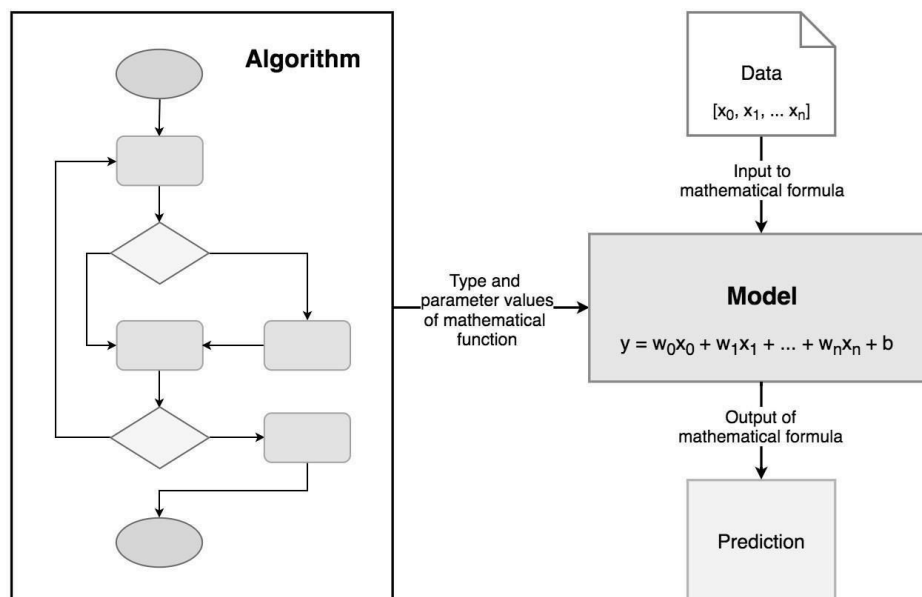 Algorithm
Data
[x₀, x₁, ... xₙ]
Input to
mathematical formula
Type and
parameter values
of mathematical
function
Model
y = w₀x₀ + w₁x₁ + ... + wₙxₙ + b
Output of
mathematical formula
Prediction